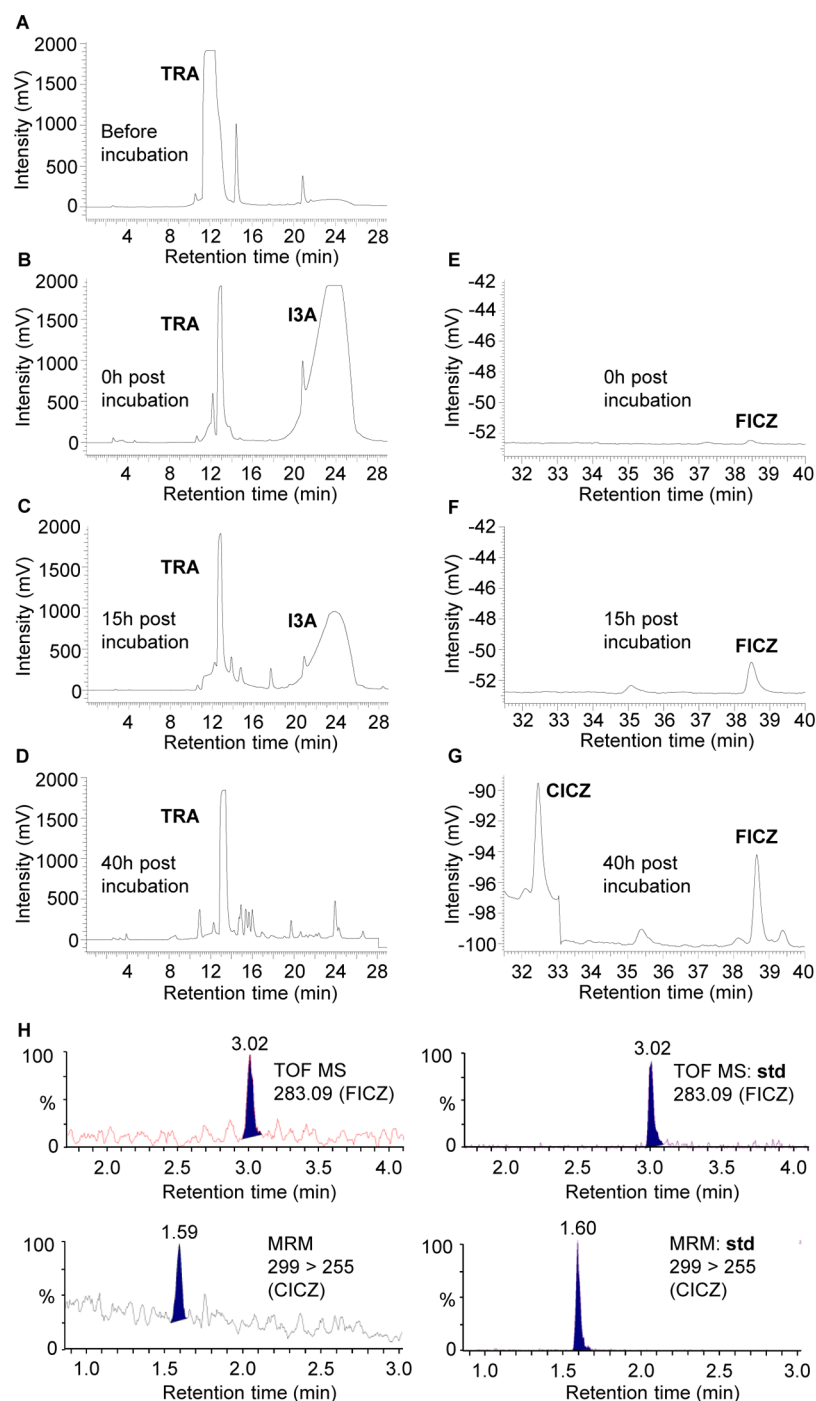 A
2000
1500
1000
500
0
Intensity (mV)
TRA
Before
incubation
4 8 12 16 20 24 28
Retention time (min)
B
2000
1500
1000
500
0
Intensity (mV)
TRA
I3A
0h post
incubation
4 8 12 16 20 24 28
Retention time (min)
E
-42
-44
-46
-48
-50
-52
Intensity (mV)
0h post
incubation
FICZ
32 33 34 35 36 37 38 39 40
Retention time (min)
C
2000
1500
1000
500
0
Intensity (mV)
TRA
I3A
15h post
incubation
4 8 12 16 20 24 28
Retention time (min)
F
-42
-44
-46
-48
-50
-52
Intensity (mV)
15h post
incubation
FICZ
32 33 34 35 36 37 38 39 40
Retention time (min)
D
2000
1500
1000
500
0
Intensity (mV)
TRA
40h post
incubation
4 8 12 16 20 24 28
Retention time (min)
G
-90
-92
-94
-96
-98
-100
Intensity (mV)
CICZ
FICZ
40h post
incubation
32 33 34 35 36 37 38 39 40
Retention time (min)
H
100
%
0
3.02
TOF MS
283.09 (FICZ)
2.0 2.5 3.0 3.5 4.0
Retention time (min)
100
%
0
3.02
TOF MS: std
283.09 (FICZ)
2.0 2.5 3.0 3.5 4.0
Retention time (min)
100
%
0
1.59
MRM
299 > 255
(CICZ)
1.0 1.5 2.0 2.5 3.0
Retention time (min)
100
%
0
1.60
MRM: std
299 > 255
(CICZ)
1.0 1.5 2.0 2.5 3.0
Retention time (min)